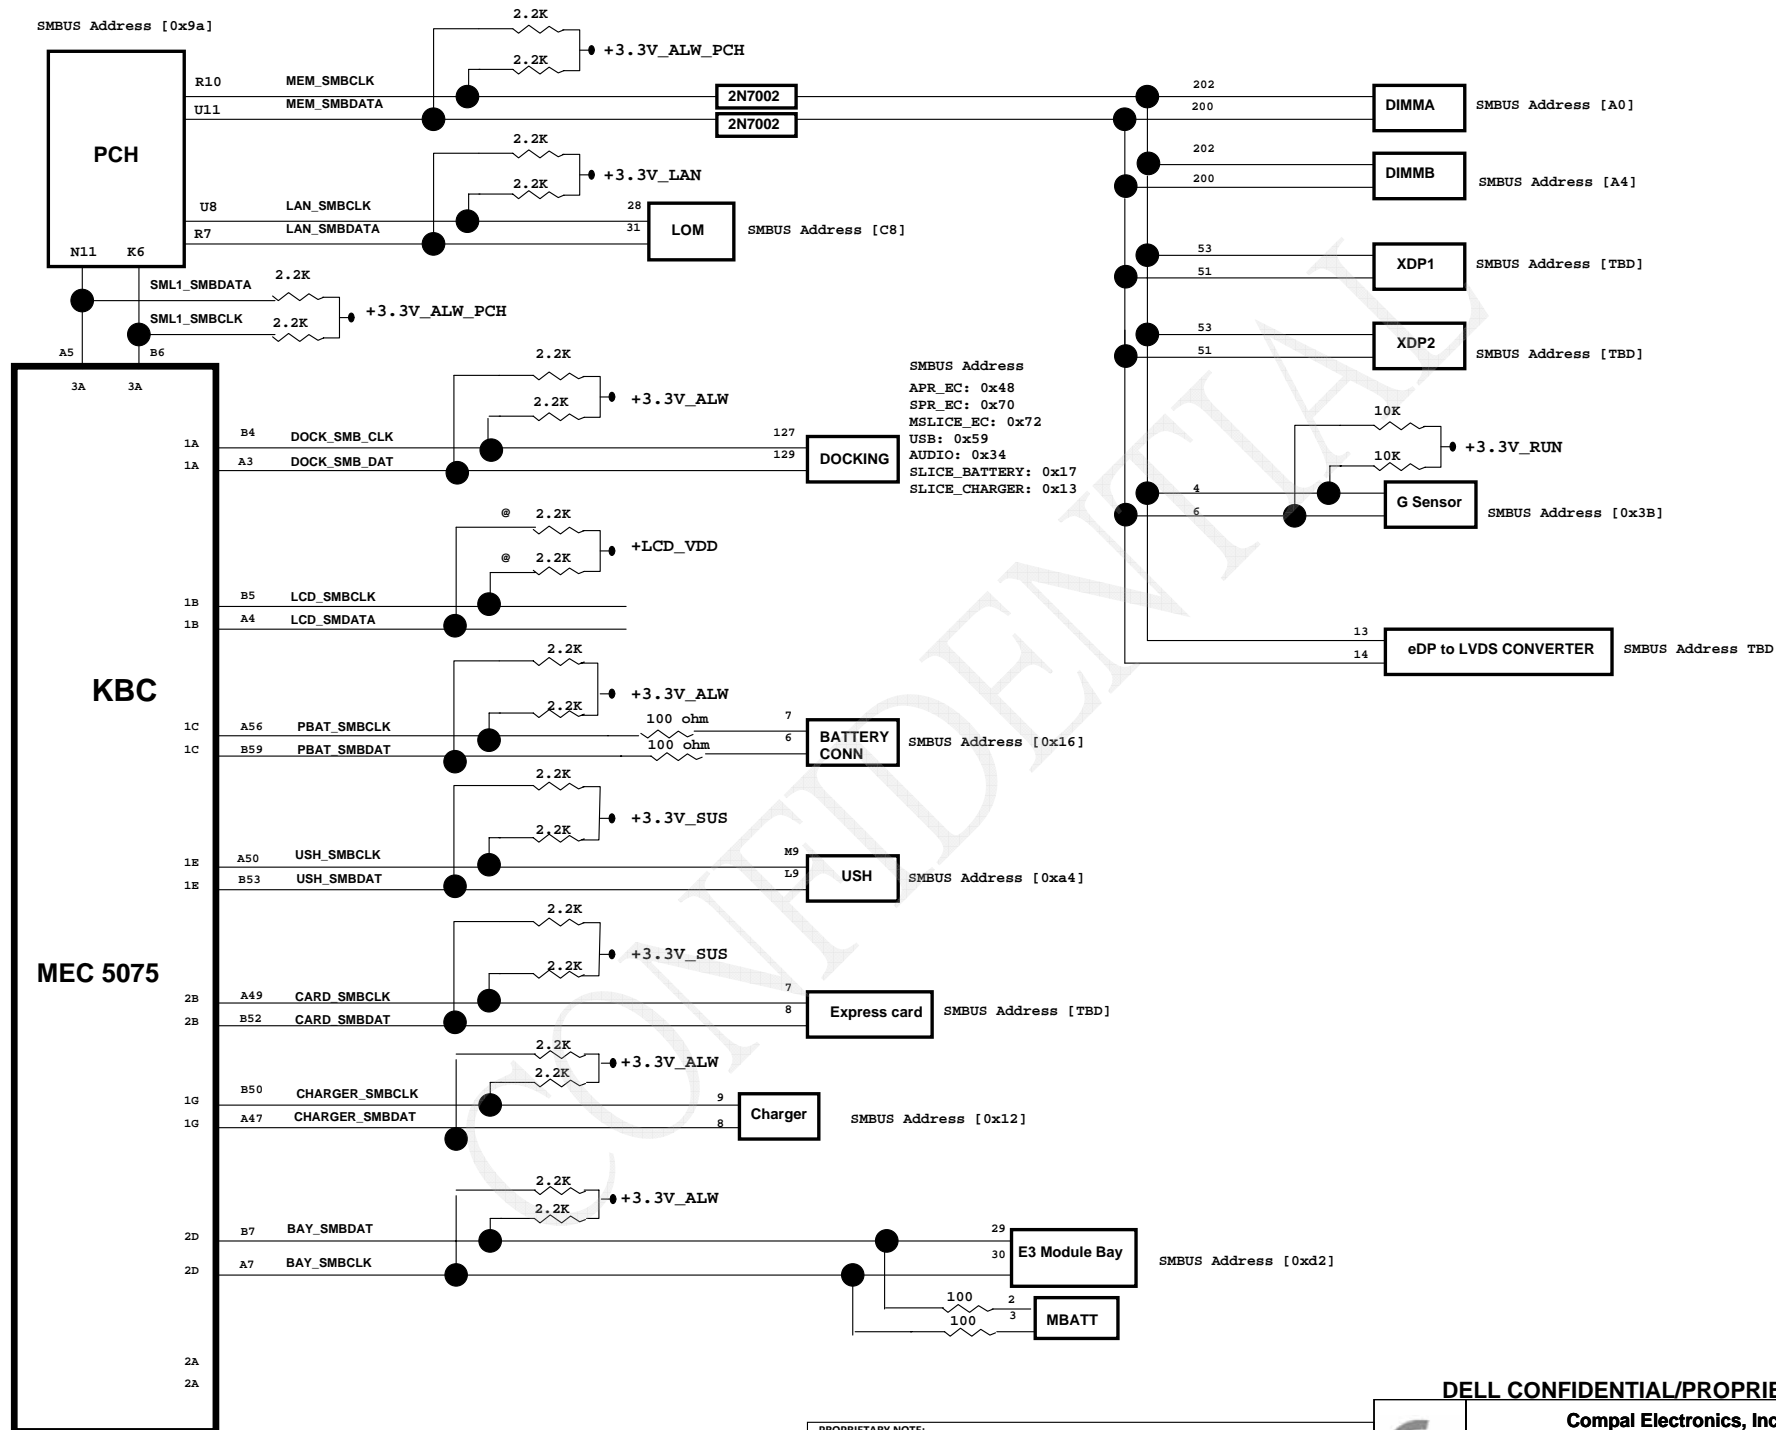 SMBUS Address [0x9a]
PCH
R10 MEM_SMBCLK
U11 MEM_SMBDATA
2.2K
2.2K
+3.3V_ALW_PCH
2N7002
2N7002
202
200
DIMMA
SMBUS Address [A0]
202
200
DIMMB
SMBUS Address [A4]
U8 LAN_SMBCLK
R7 LAN_SMBDATA
2.2K
2.2K
+3.3V_LAN
28
31
LOM
SMBUS Address [C8]
53
51
XDP1
SMBUS Address [TBD]
53
51
XDP2
SMBUS Address [TBD]
N11 K6
SML1_SMBDATA
SML1_SMBCLK
2.2K
2.2K
+3.3V_ALW_PCH
A5 B6
3A 3A
10K
10K
+3.3V_RUN
4
6
G Sensor
SMBUS Address [0x3B]
13
14
eDP to LVDS CONVERTER
SMBUS Address TBD
KBC
MEC 5075
1A B4 DOCK_SMB_CLK
1A A3 DOCK_SMB_DAT
2.2K
2.2K
+3.3V_ALW
127
129
DOCKING
SMBUS Address
APR_EC: 0x48
SPR_EC: 0x70
MSLICE_EC: 0x72
USB: 0x59
AUDIO: 0x34
SLICE_BATTERY: 0x17
SLICE_CHARGER: 0x13
1B B5 LCD_SMBCLK
1B A4 LCD_SMDATA
@ 2.2K
@ 2.2K
+LCD_VDD
1C A56 PBAT_SMBCLK
1C B59 PBAT_SMBDAT
2.2K
2.2K
+3.3V_ALW
100 ohm
100 ohm
7
6
BATTERY
CONN
SMBUS Address [0x16]
1E A50 USH_SMBCLK
1E B53 USH_SMBDAT
2.2K
2.2K
+3.3V_SUS
M9
L9
USH
SMBUS Address [0xa4]
2B A49 CARD_SMBCLK
2B B52 CARD_SMBDAT
2.2K
2.2K
+3.3V_SUS
7
8
Express card
SMBUS Address [TBD]
1G B50 CHARGER_SMBCLK
1G A47 CHARGER_SMBDAT
2.2K
2.2K
+3.3V_ALW
9
8
Charger
SMBUS Address [0x12]
2D B7 BAY_SMBDAT
2D A7 BAY_SMBCLK
2.2K
2.2K
+3.3V_ALW
29
30
E3 Module Bay
SMBUS Address [0xd2]
100 2
100 3
MBATT
2A
2A
CONFIDENTIAL
DELL CONFIDENTIAL/PROPRIE
Compal Electronics, Inc
PROPRIETARY NOTE: